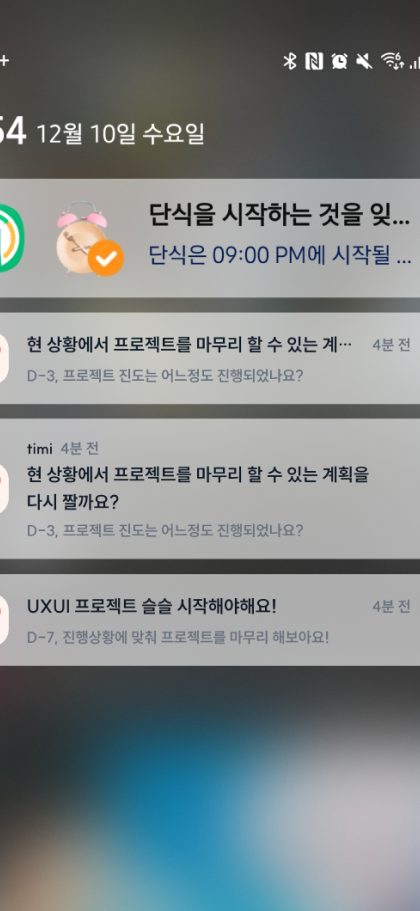 54 12월 10일 수요일
단식을 시작하는 것을 잊...
단식은 09:00 PM에 시작될 ...
현 상황에서 프로젝트를 마무리 할 수 있는 계... 4분 전
D-3, 프로젝트 진도는 어느정도 진행되었나요?
timi 4분 전
현 상황에서 프로젝트를 마무리 할 수 있는 계획을
다시 짤까요?
D-3, 프로젝트 진도는 어느정도 진행되었나요?
UXUI 프로젝트 슬슬 시작해야해요! 4분 전
D-7, 진행상황에 맞춰 프로젝트를 마무리 해보아요!